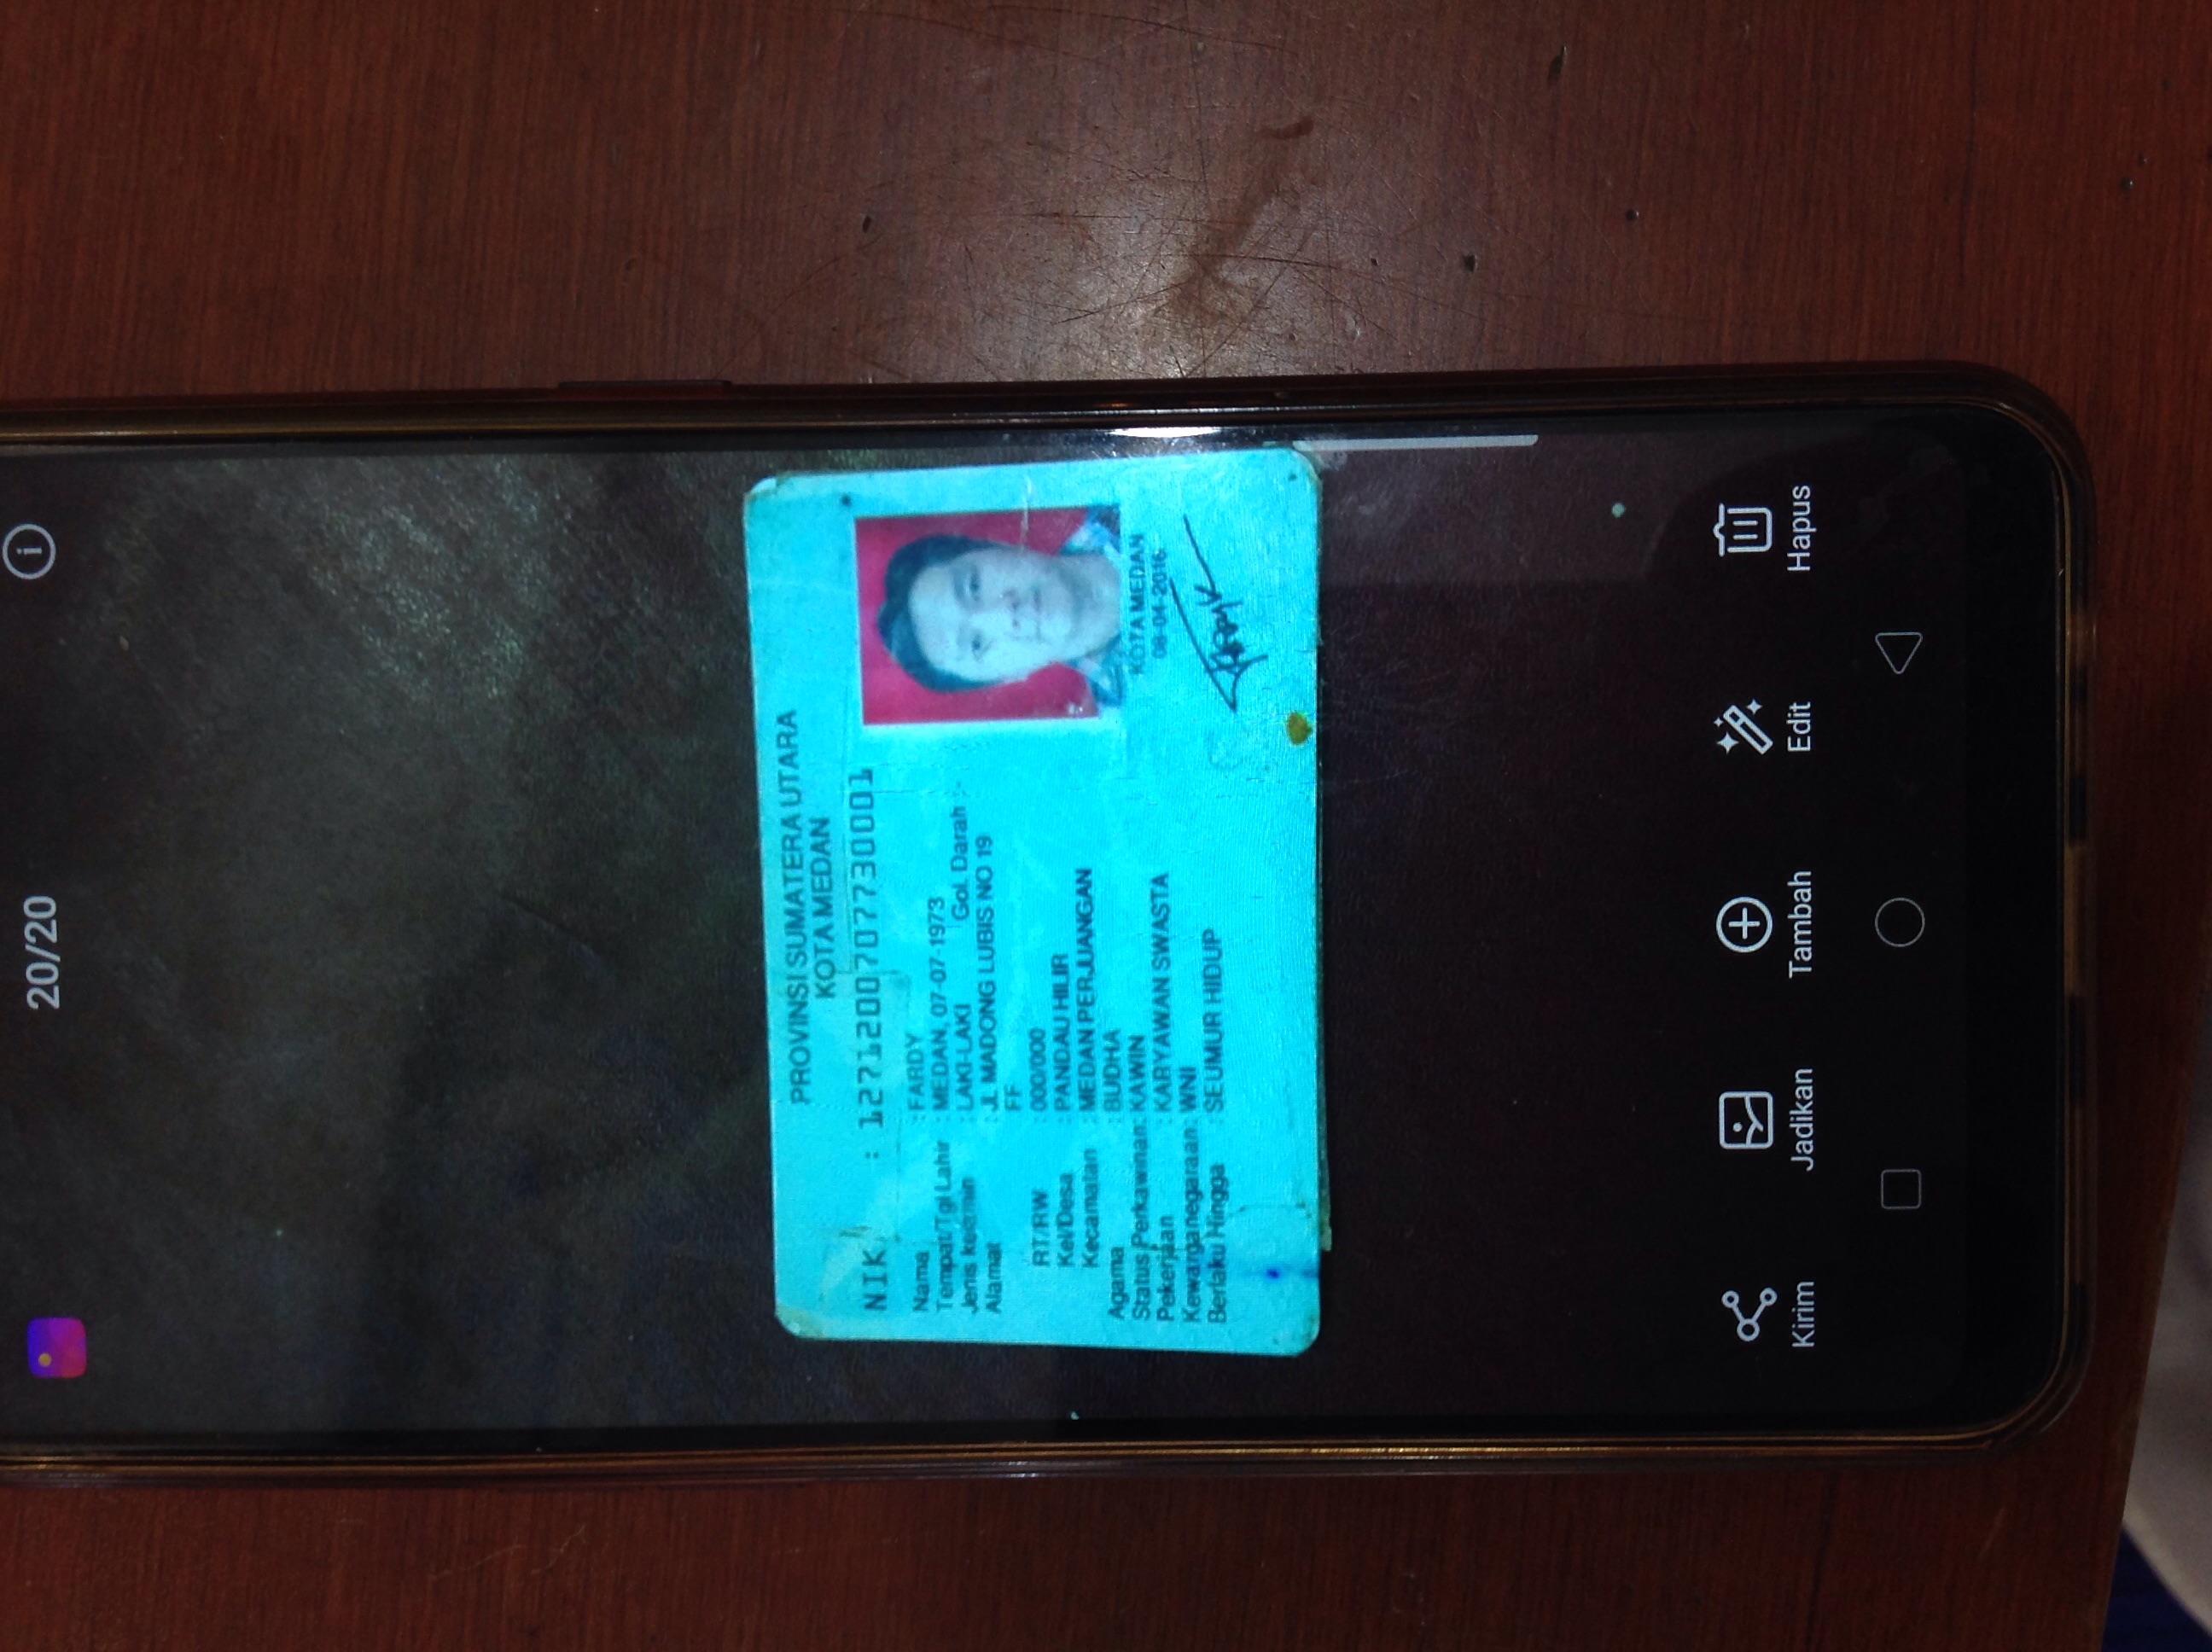 20/20
PROVINSI SUMATERA UTARA
KOTA MEDAN
NIK : 1271200707730001
Nama : FARDY
Tempat/Tgl Lahir : MEDAN, 07-07-1973
Jenis kelamin : LAKI-LAKI Gol. Darah :-
Alamat : JL MADONG LUBIS NO 19
FF
RT/RW : 000/000
Kel/Desa : PANDAU HILIR
Kecamatan : MEDAN PERJUANGAN
Agama : BUDHA
Status Perkawinan: KAWIN
Pekerjaan : KARYAWAN SWASTA
Kewarganegaraan: WNI
Berlaku Hingga : SEUMUR HIDUP
KOTA MEDAN
08-04-2016
Kirim
Jadikan
Tambah
Edit
Hapus